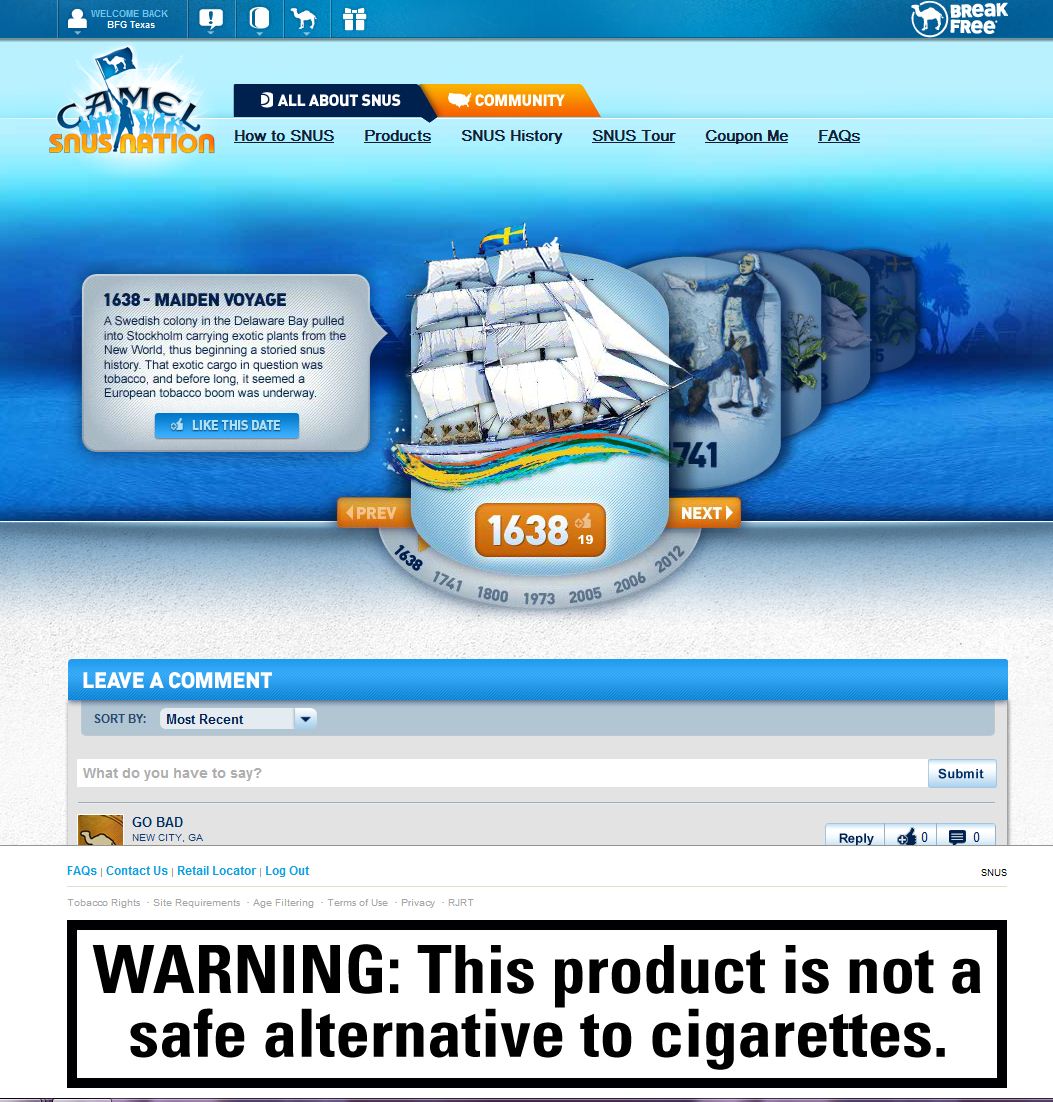 WELCOME BACK
BFG Texas
BREAK
FREE
CAMEL
SNUS NATION
ALL ABOUT SNUS
COMMUNITY
How to SNUS
Products
SNUS History
SNUS Tour
Coupon Me
FAQs
1638 - MAIDEN VOYAGE
A Swedish colony in the Delaware Bay pulled
into Stockholm carrying exotic plants from the
New World, thus beginning a storied snus
history. That exotic cargo in question was
tobacco, and before long, it seemed a
European tobacco boom was underway.
LIKE THIS DATE
741
PREV
1638
19
NEXT
1638
1741
1800
1973
2005
2006
2012
LEAVE A COMMENT
SORT BY:
Most Recent
What do you have to say?
Submit
GO BAD
NEW CITY, GA
Reply
0
0
FAQs | Contact Us | Retail Locator | Log Out
SNUS
Tobacco Rights · Site Requirements · Age Filtering · Terms of Use · Privacy · RJRT
WARNING: This product is not a
safe alternative to cigarettes.